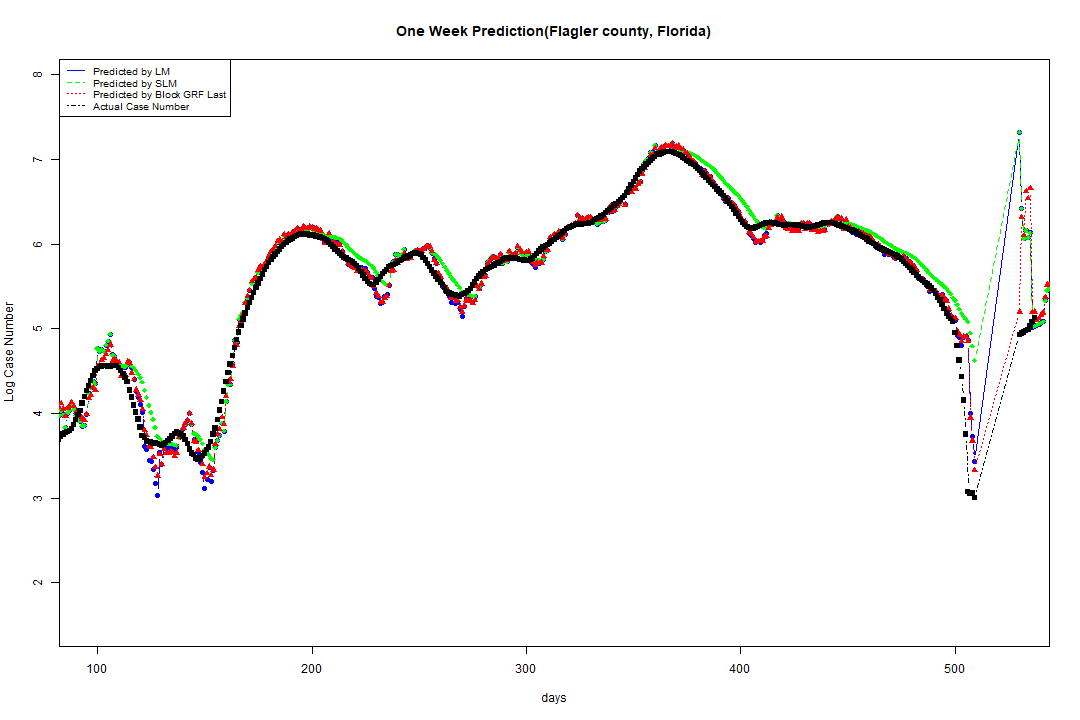 One Week Prediction(Flagler county, Florida)
Predicted by LM
Predicted by SLM
Predicted by Block GRF Last
Actual Case Number
8
7
6
5
4
3
2
Log Case Number
100 200 300 400 500
days